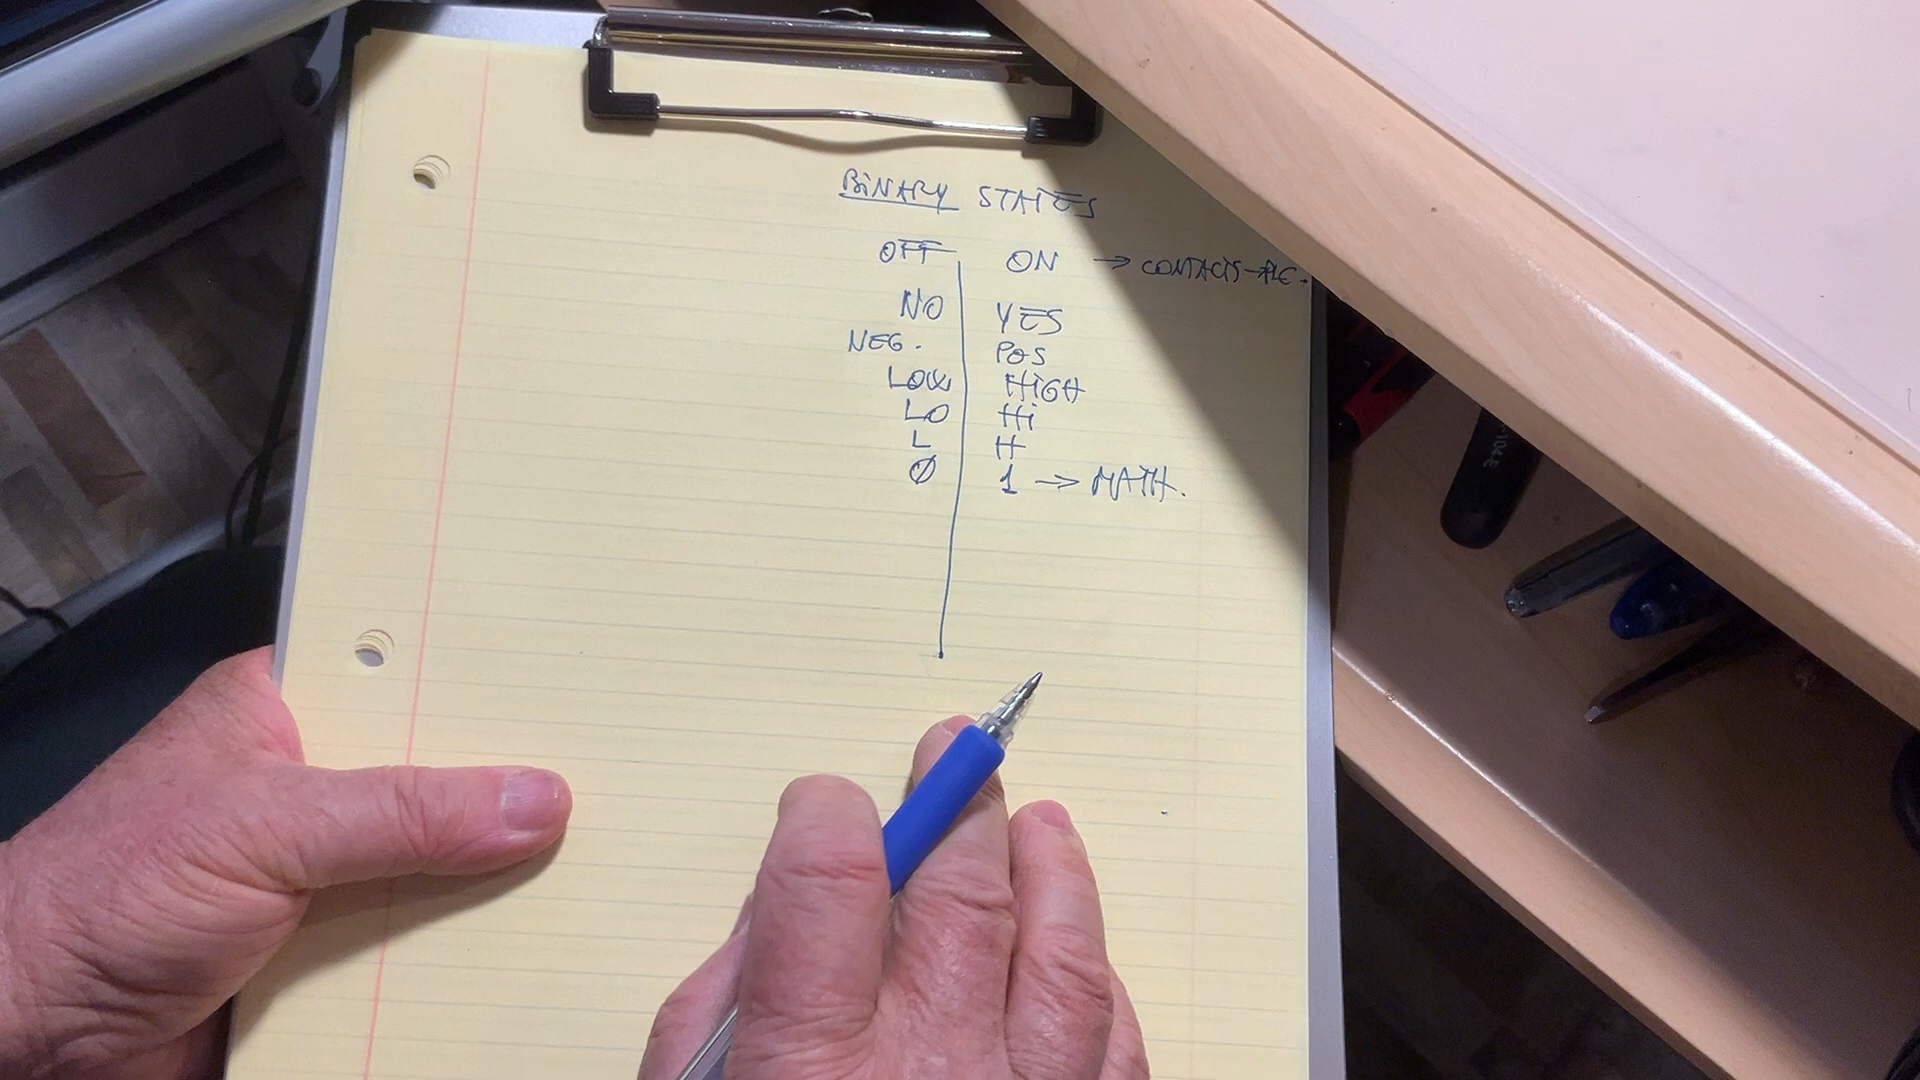 BINARY STATES
OFF ON → CONTACTS → PLC.
NO YES
NEG. POS
LOW HIGH
LO Hi
L H
Ø 1 → MATH.